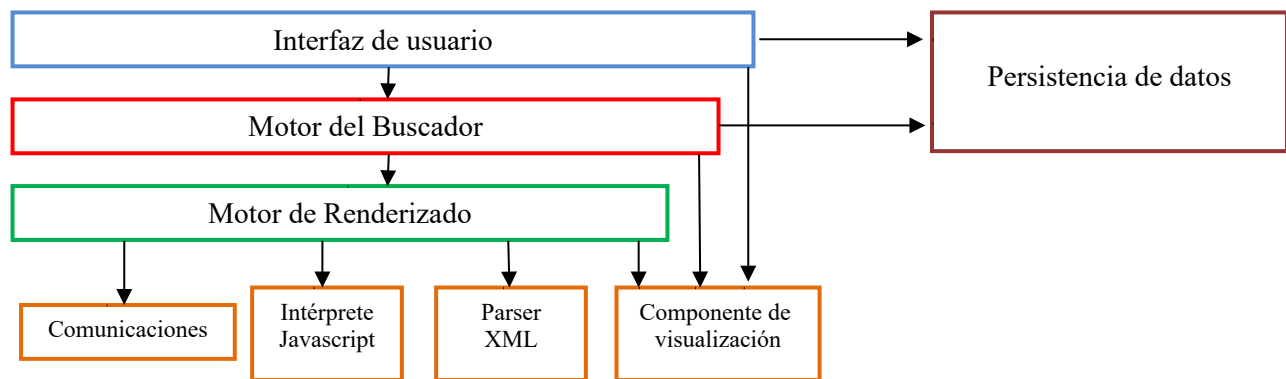 Interfaz de usuario
Persistencia de datos
Motor del Buscador
Motor de Renderizado
Comunicaciones
Intérprete
Javascript
Parser
XML
Componente de
visualización